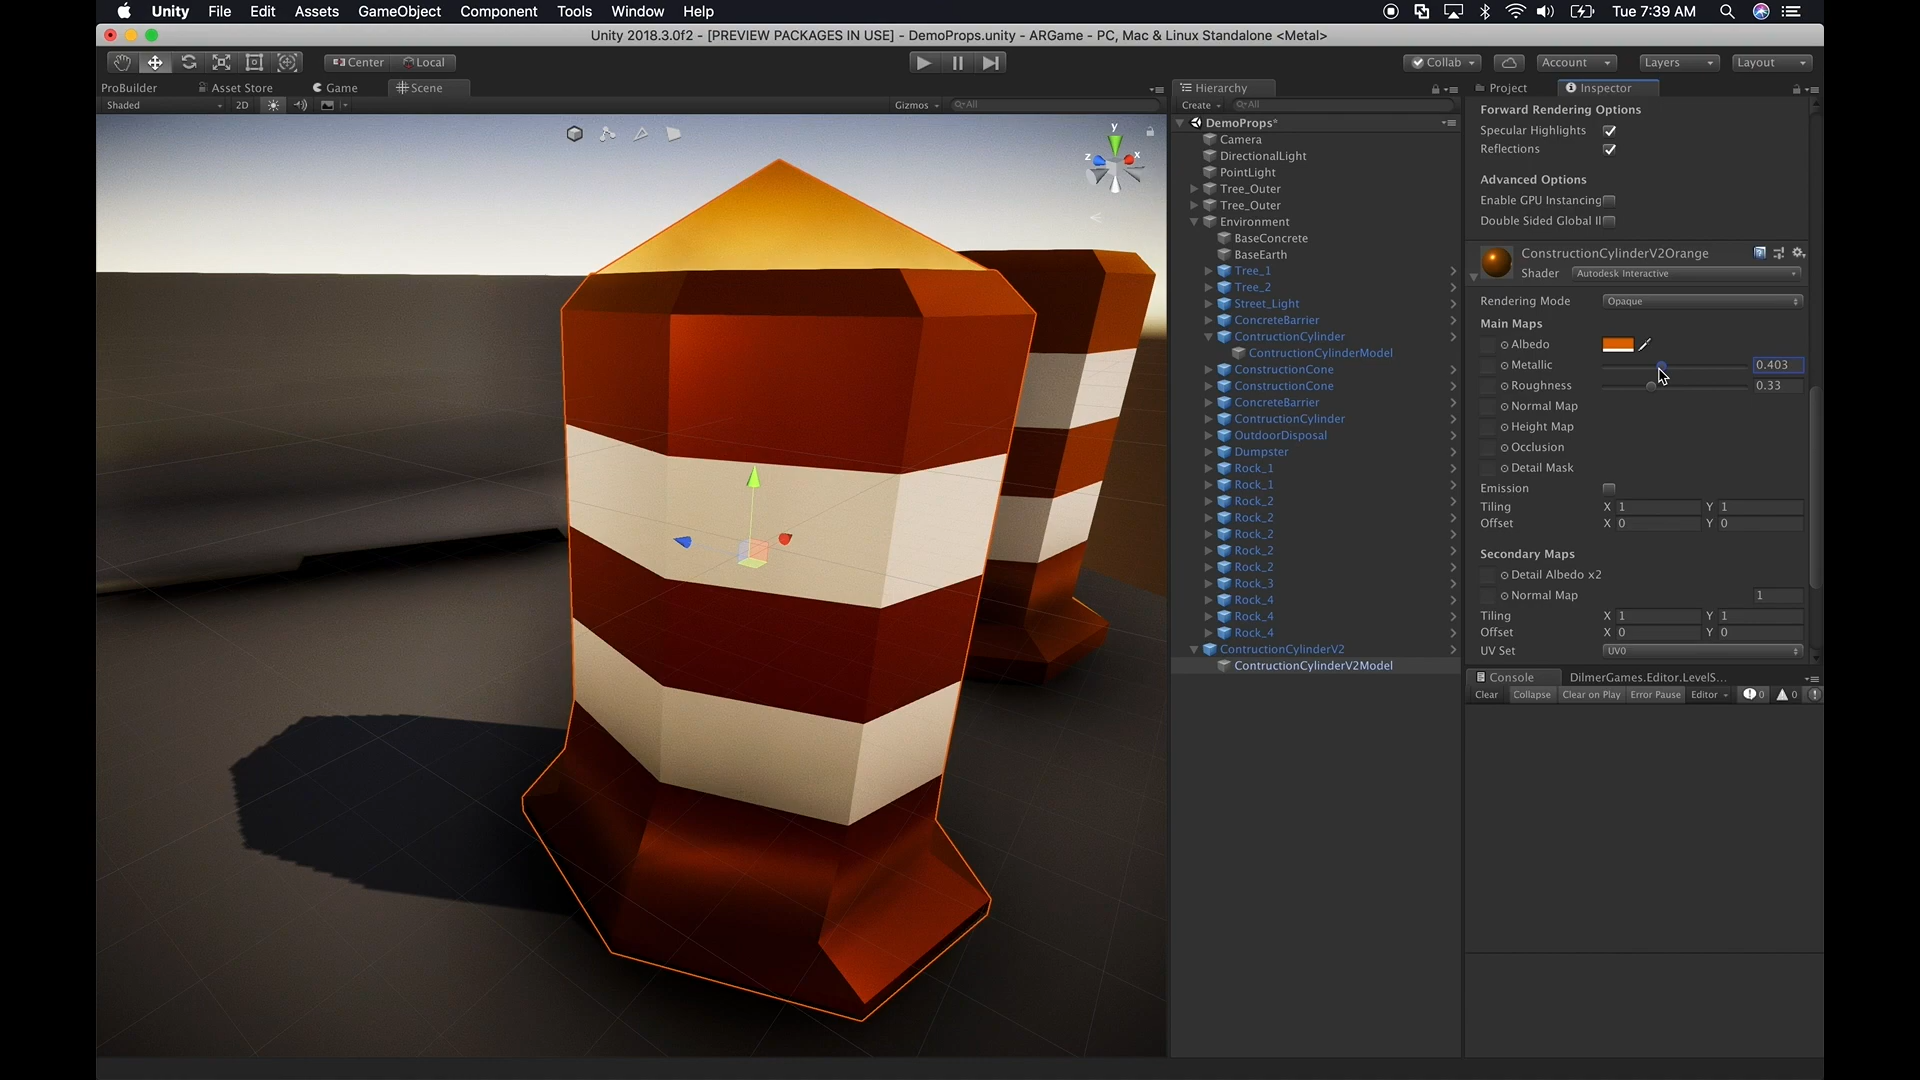 Unity File Edit Assets GameObject Component Tools Window Help Tue 7:39 AM
Unity 2018.3.0f2 - [PREVIEW PACKAGES IN USE] - DemoProps.unity - ARGame - PC, Mac & Linux Standalone <Metal>
Center Local Collab Account Layers Layout
ProBuilder Asset Store Game Scene
Shaded 2D Gizmos All
y
z x
Hierarchy
Create All
DemoProps*
Camera
DirectionalLight
PointLight
Tree_Outer
Tree_Outer
Environment
BaseConcrete
BaseEarth
Tree_1
Tree_2
Street_Light
ConcreteBarrier
ContructionCylinder
ContructionCylinderModel
ConstructionCone
ConstructionCone
ConcreteBarrier
ContructionCylinder
OutdoorDisposal
Dumpster
Rock_1
Rock_1
Rock_2
Rock_2
Rock_2
Rock_2
Rock_2
Rock_3
Rock_4
Rock_4
Rock_4
ContructionCylinderV2
ContructionCylinderV2Model
Project Inspector
Forward Rendering Options
Specular Highlights
Reflections
Advanced Options
Enable GPU Instancing
Double Sided Global Il
ConstructionCylinderV2Orange
Shader Autodesk Interactive
Rendering Mode Opaque
Main Maps
Albedo
Metallic 0.403
Roughness 0.33
Normal Map
Height Map
Occlusion
Detail Mask
Emission
Tiling X 1 Y 1
Offset X 0 Y 0
Secondary Maps
Detail Albedo x2
Normal Map 1
Tiling X 1 Y 1
Offset X 0 Y 0
UV Set UV0
Console DilmerGames.Editor.LevelS...
Clear Collapse Clear on Play Error Pause Editor 0 0